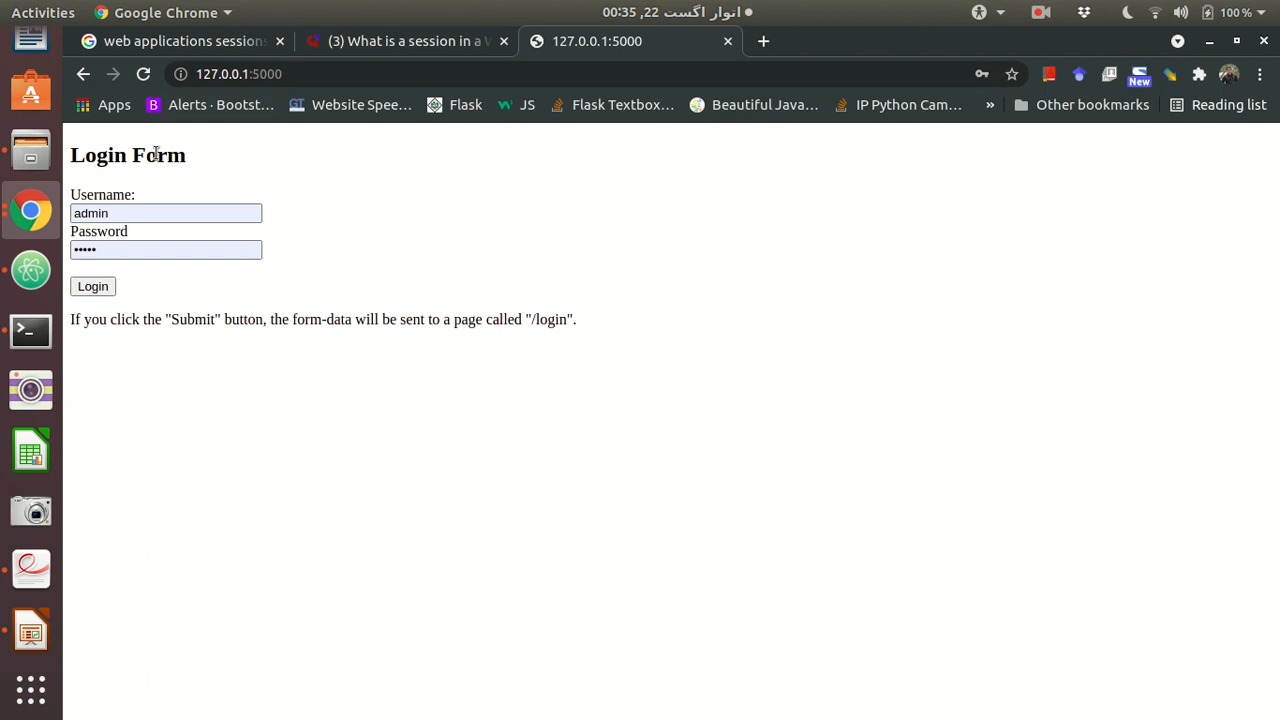 Activities Google Chrome انوار اگست 22, 00:35 100 %
web applications session (3) What is a session in a 127.0.0.1:5000
127.0.0.1:5000 New
Apps B Alerts · Bootst... GT Website Spee... Flask JS Flask Textbox... Beautiful Java... IP Python Cam... » Other bookmarks Reading list
Login Form
Username:
admin
Password
•••••
Login
If you click the "Submit" button, the form-data will be sent to a page called "/login".